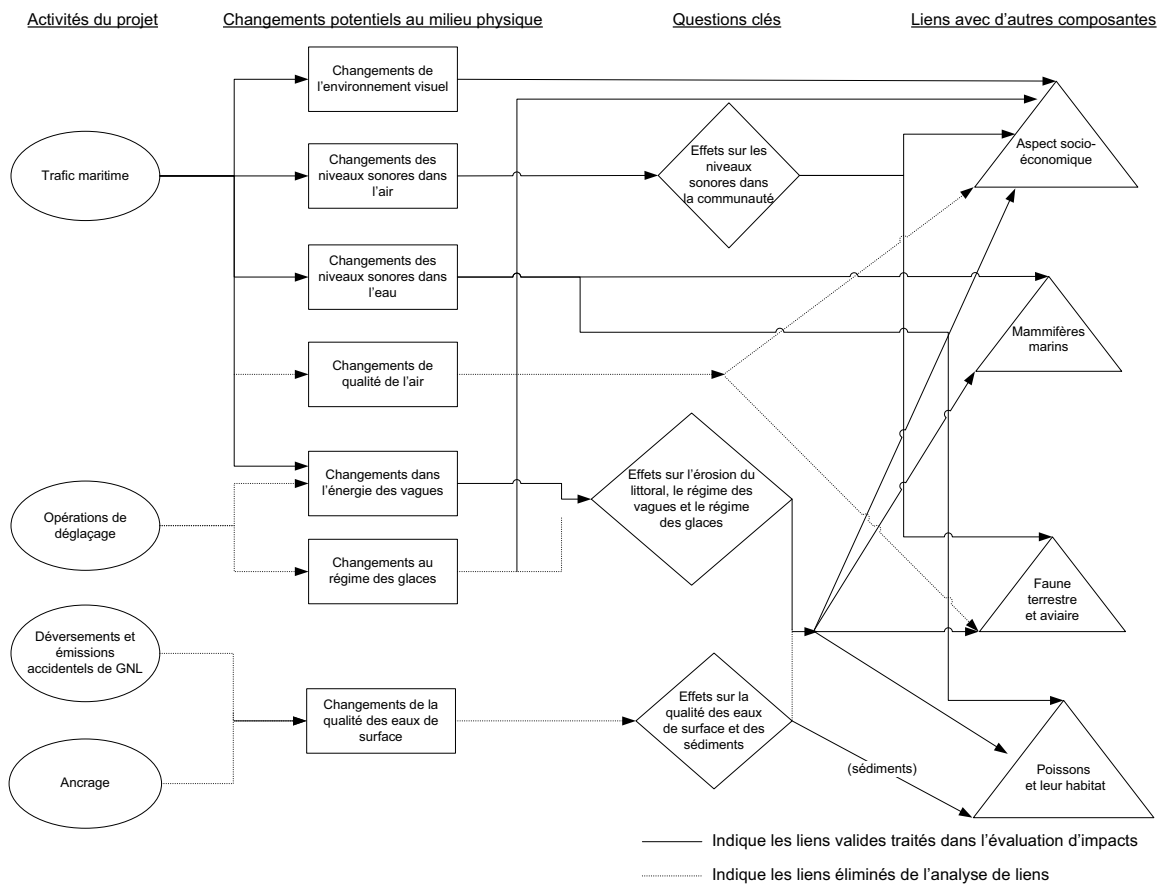 Activités du projet
Changements potentiels au milieu physique
Questions clés
Liens avec d'autres composantes
Changements de
l'environnement visuel
Trafic maritime
Changements des
niveaux sonores dans
l'air
Effets sur les
niveaux sonores
dans
la communauté
Aspect socio-
économique
Changements des
niveaux sonores dans
l'eau
Mammifères
marins
Changements de
qualité de l'air
Changements dans
l'énergie des vagues
Effets sur l'érosion du
littoral, le régime des
vagues et le régime
des glaces
Opérations de
déglaçage
Changements au
régime des glaces
Faune
terrestre
et aviaire
Déversements et
émissions
accidentels de GNL
Changements de la
qualité des eaux de
surface
Effets sur la
qualité des eaux
de surface et des
sédiments
Ancrage
(sédiments)
Poissons
et leur habitat
Indique les liens valides traités dans l'évaluation d'impacts
Indique les liens éliminés de l'analyse de liens